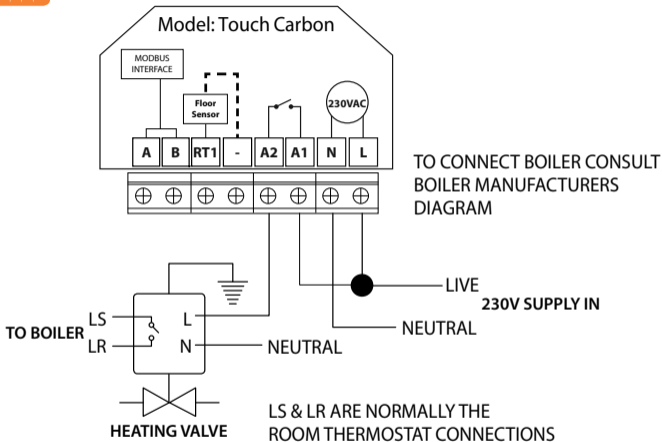 Model: Touch Carbon
MODBUS
INTERFACE
Floor
Sensor
230VAC
A B RT1 - A2 A1 N L
TO CONNECT BOILER CONSULT
BOILER MANUFACTURERS
DIAGRAM
LIVE
230V SUPPLY IN
NEUTRAL
LS L
TO BOILER
LR N NEUTRAL
HEATING VALVE
LS & LR ARE NORMALLY THE
ROOM THERMOSTAT CONNECTIONS